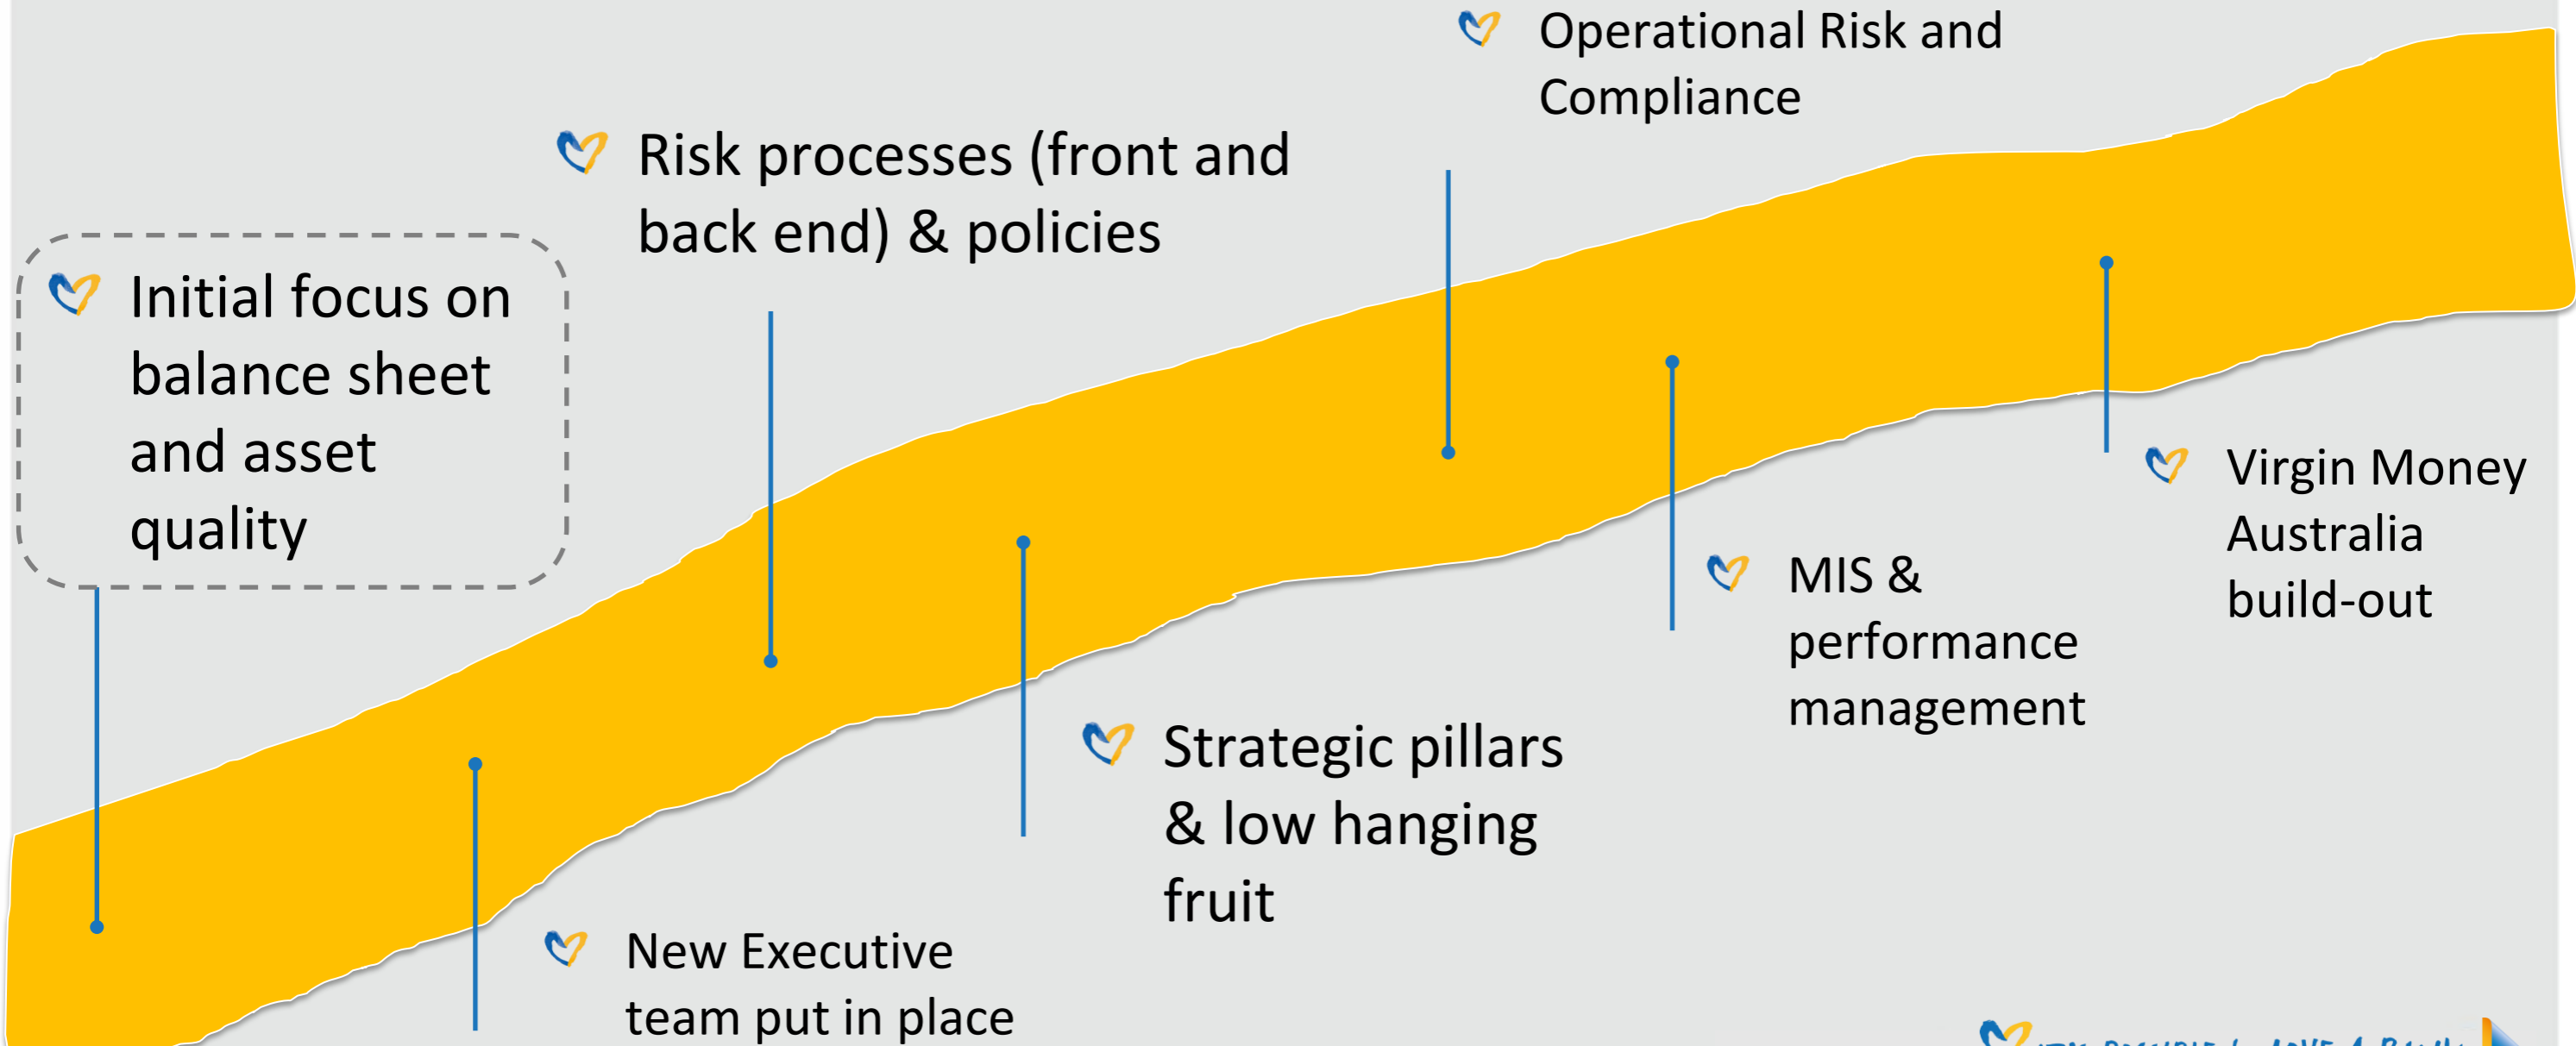 Operational Risk and
Compliance
Risk processes (front and
back end) & policies
Initial focus on
balance sheet
and asset
quality
Virgin Money
Australia
build-out
MIS &
performance
management
Strategic pillars
& low hanging
fruit
New Executive
team put in place